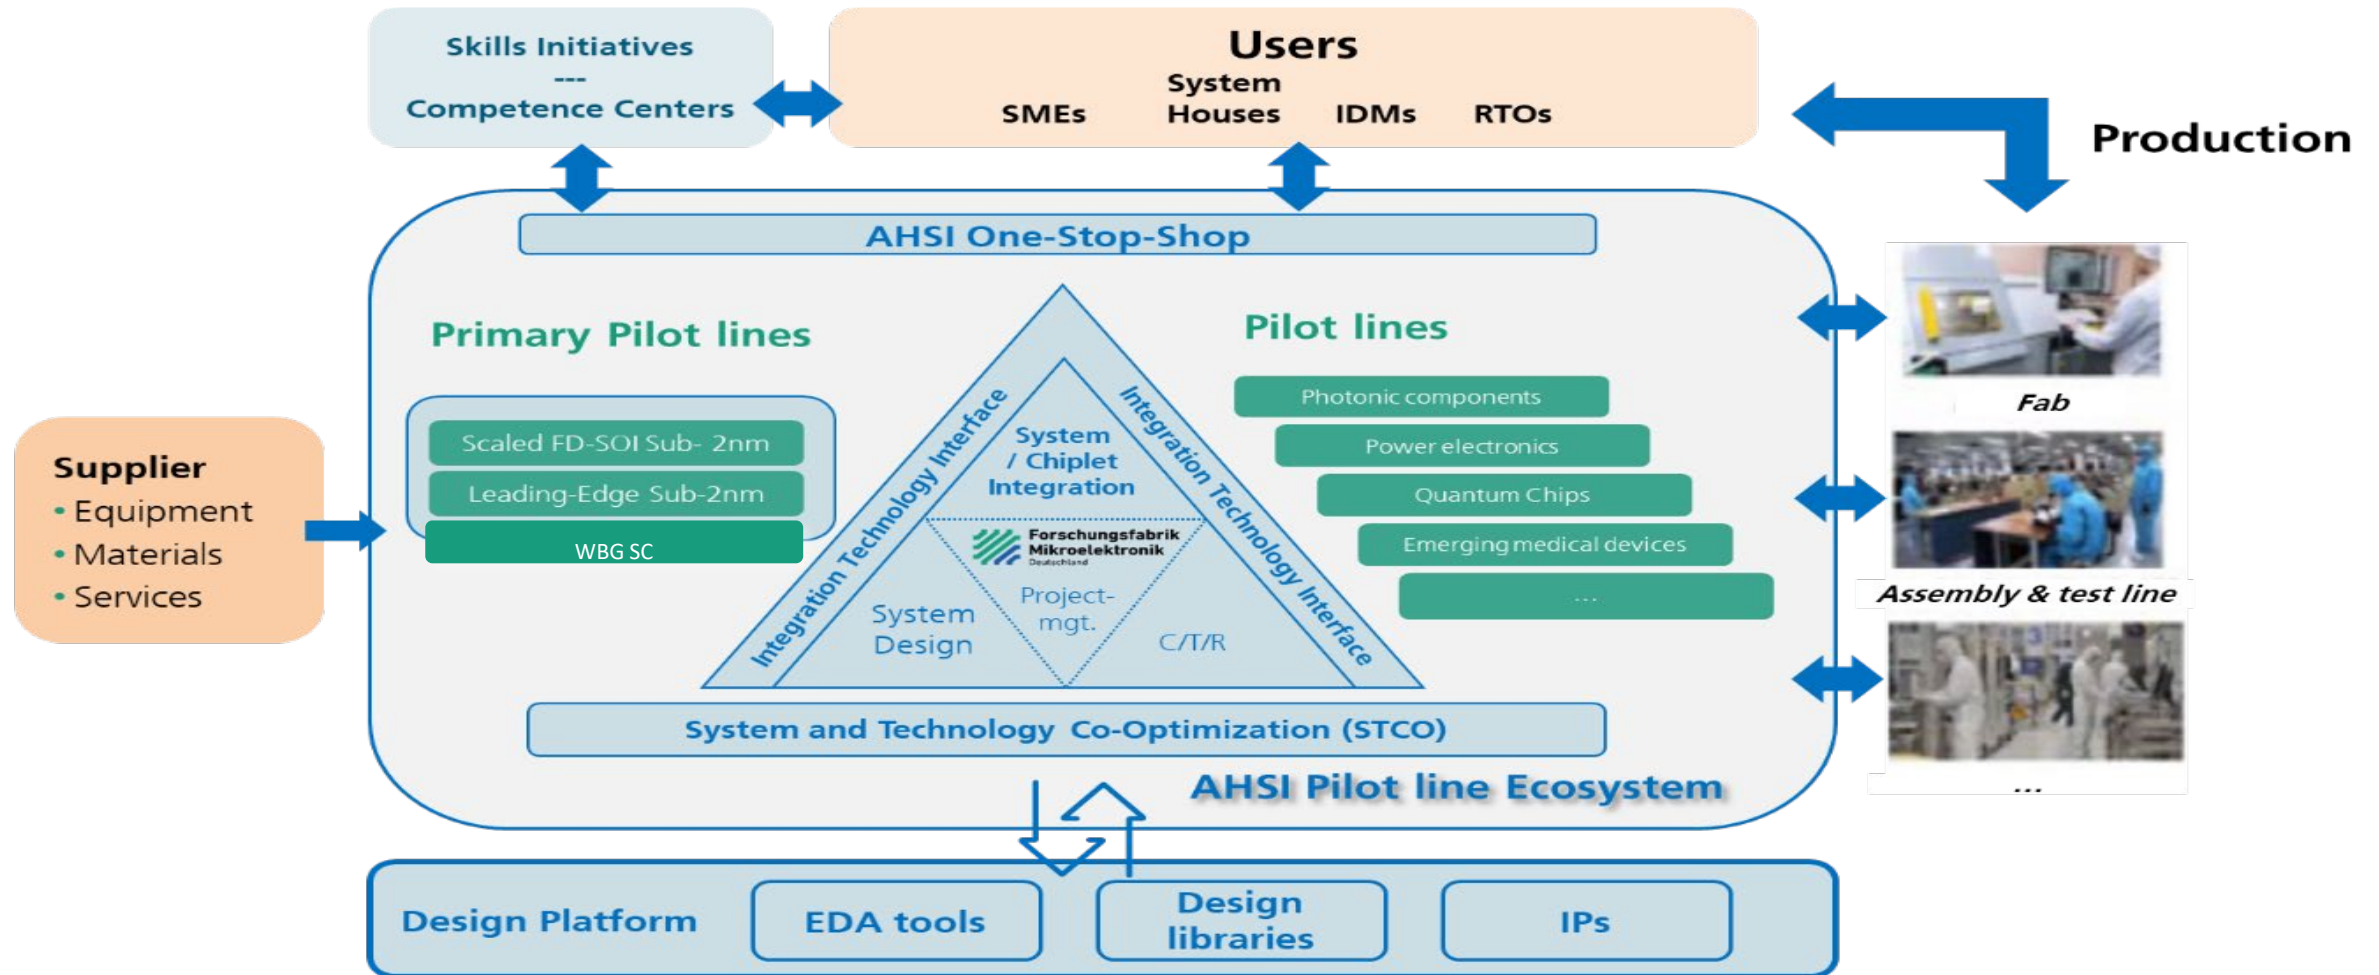 Skills Initiatives
---
Competence Centers
Users
SMEs
System
Houses
IDMs
RTOs
Production
AHSI One-Stop-Shop
Primary Pilot lines
Scaled FD-SOI Sub- 2nm
Leading-Edge Sub-2nm
WBG SC
Supplier
• Equipment
• Materials
• Services
Integration Technology Interface
Integration Technology Interface
System
/ Chiplet
Integration
Forschungsfabrik
Mikroelektronik
Deutschland
Project-
mgt.
System
Design
C/T/R
Pilot lines
Photonic components
Power electronics
Quantum Chips
Emerging medical devices
...
Fab
Assembly & test line
...
System and Technology Co-Optimization (STCO)
AHSI Pilot line Ecosystem
Design Platform
EDA tools
Design
libraries
IPs